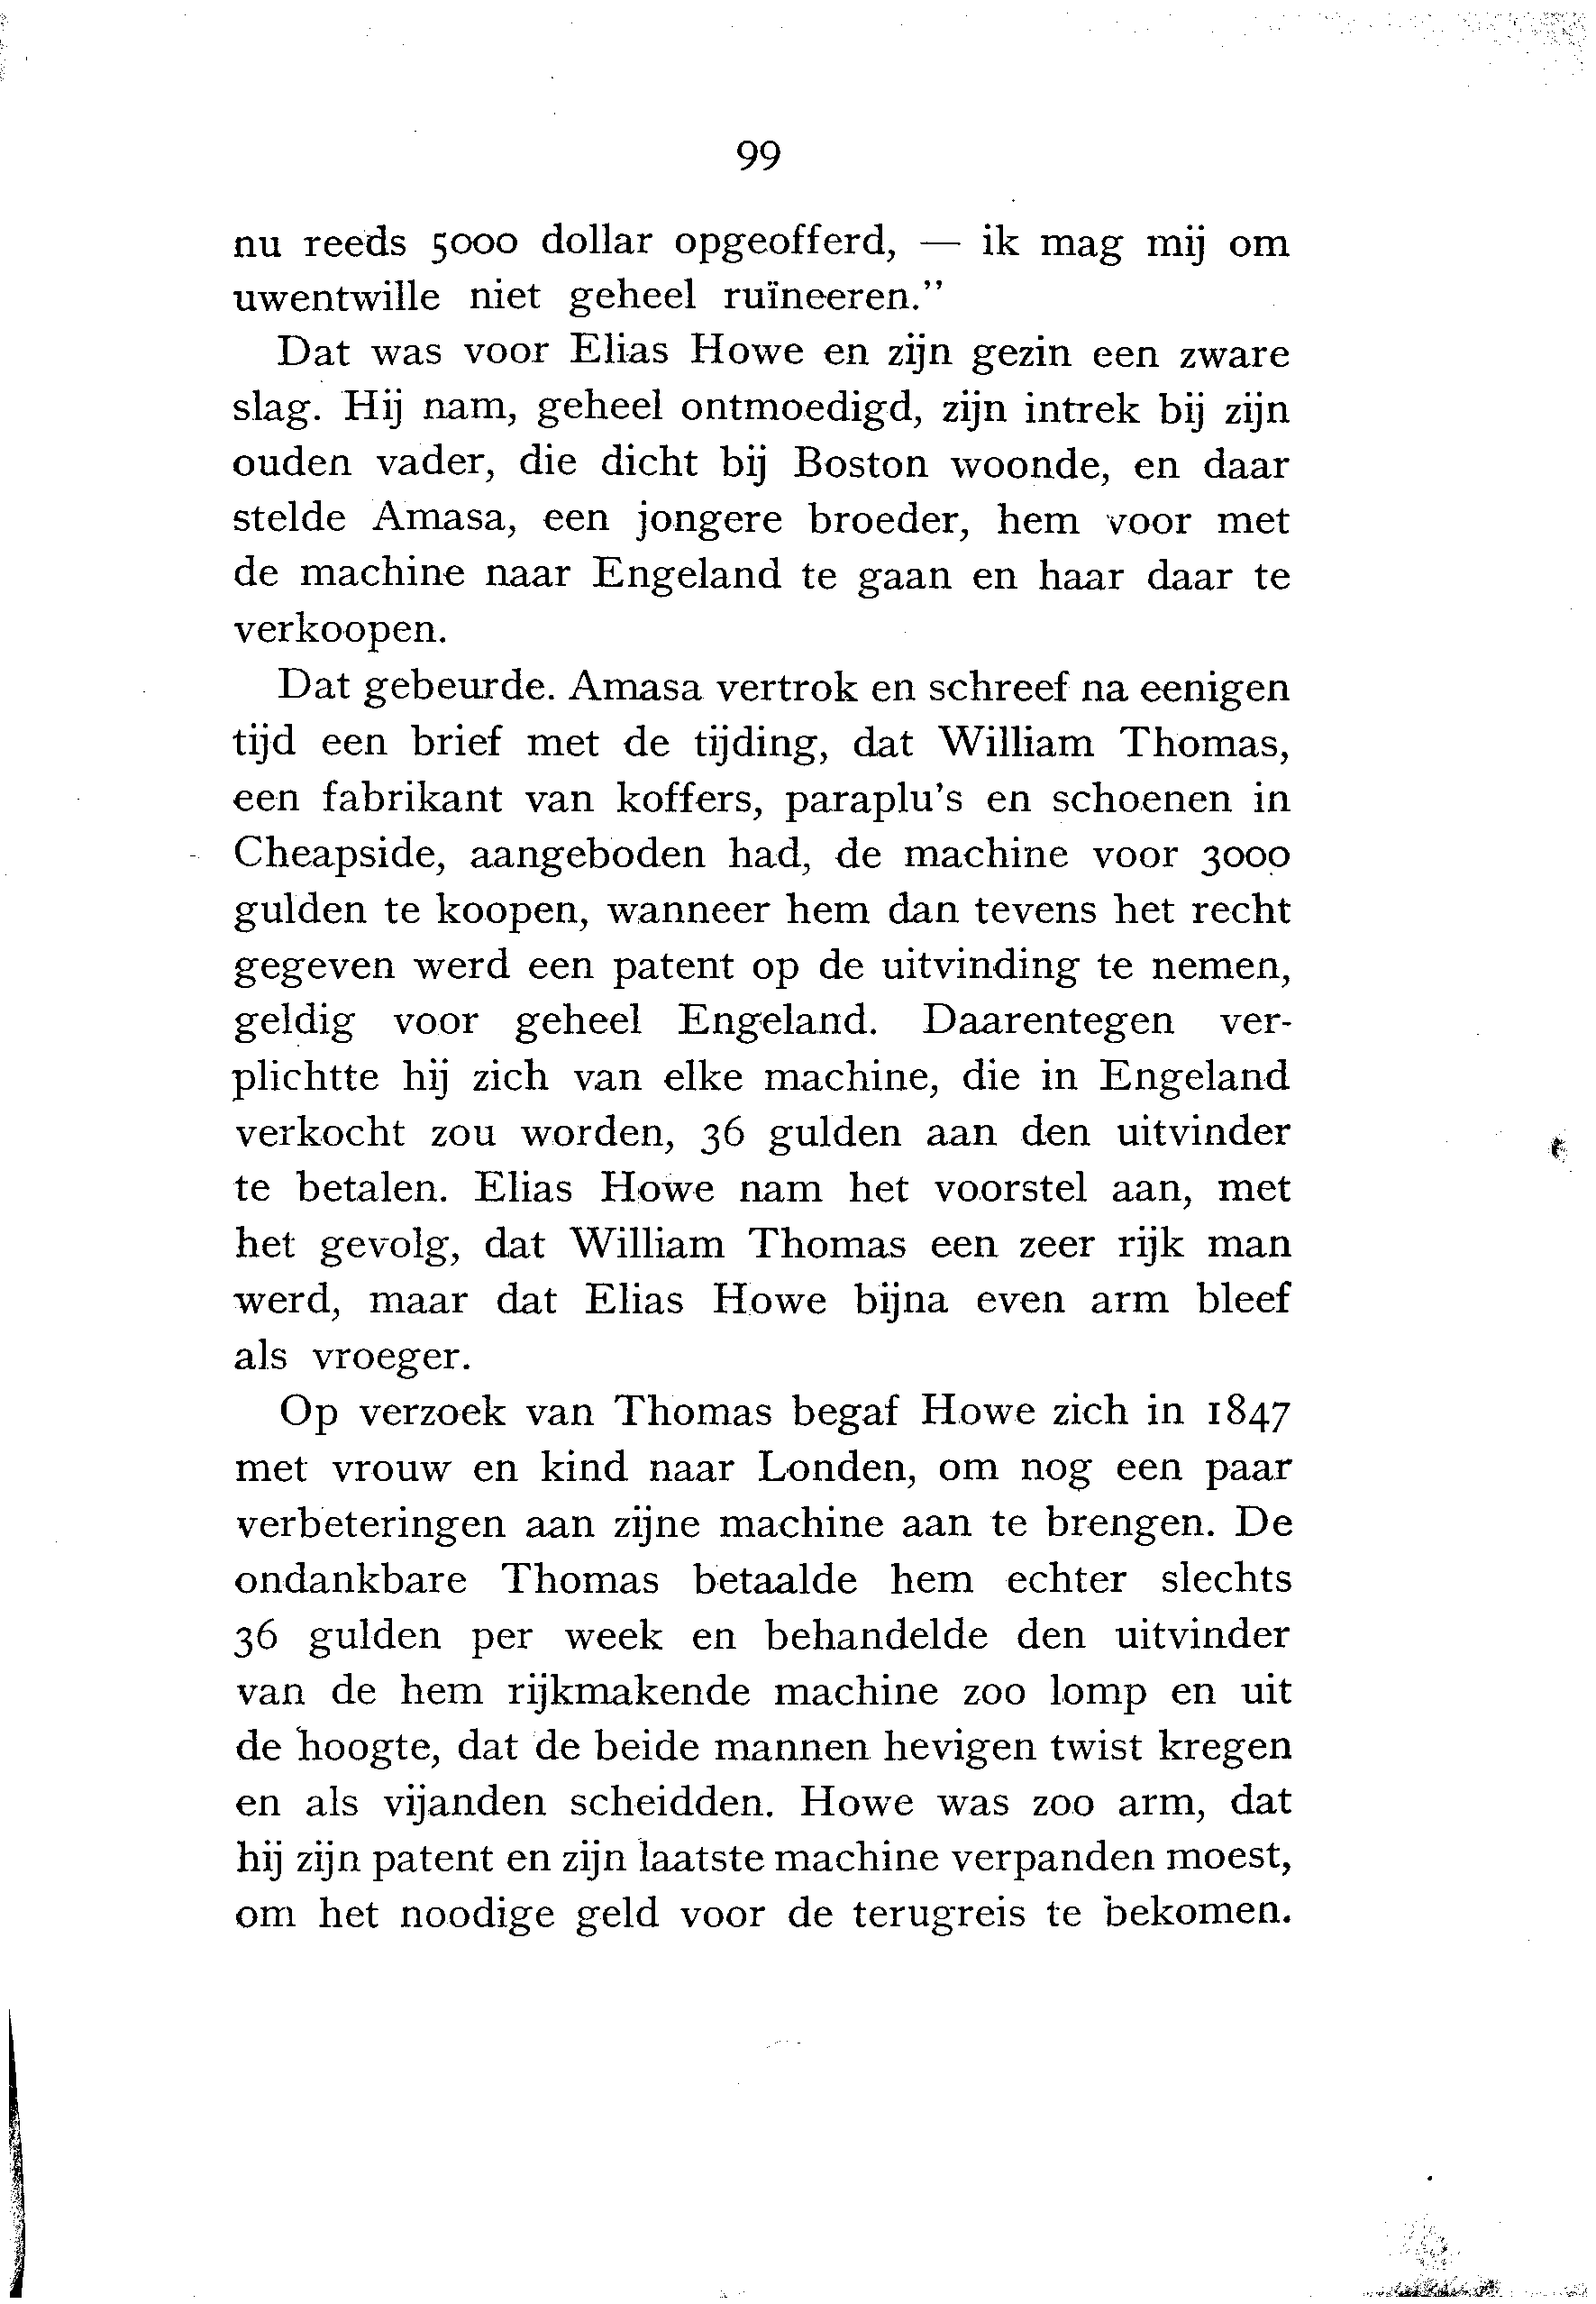 99
nu reeds 5000 dollar opgeofferd, — ik mag mij om
uwentwille niet geheel ruïneeren.”
Dat was voor Elias Howe en zijn gezin een zware
slag. Hij nam, geheel ontmoedigd, zijn intrek bij zijn
ouden vader, die dicht bij Boston woonde, en daar
stelde Amasa, een jongere broeder, hem voor met
de machine naar Engeland te gaan en haar daar te
verkoopen.
Dat gebeurde. Amasa vertrok en schreef na eenigen
tijd een brief met de tijding, dat William Thomas,
een fabrikant van koffers, paraplu's en schoenen in
Cheapside, aangeboden had, de machine voor 3000
gulden te koopen, wanneer hem dan tevens het recht
gegeven werd een patent op de uitvinding te nemen,
geldig voor geheel Engeland. Daarentegen ver-
plichtte hij zich van elke machine, die in Engeland
verkocht zou worden, 36 gulden aan den uitvinder
te betalen. Elias Howe nam het voorstel aan, met
het gevolg, dat William Thomas een zeer rijk man
werd, maar dat Elias Howe bijna even arm bleef
als vroeger.
Op verzoek van Thomas begaf Howe zich in 1847
met vrouw en kind naar Londen, om nog een paar
verbeteringen aan zijne machine aan te brengen. De
ondankbare Thomas betaalde hem echter slechts
36 gulden per week en behandelde den uitvinder
van de hem rijkmakende machine zoo lomp en uit
de hoogte, dat de beide mannen hevigen twist kregen
en als vijanden scheidden. Howe was zoo arm, dat
hij zijn patent en zijn laatste machine verpanden moest,
om het noodige geld voor de terugreis te bekomen.